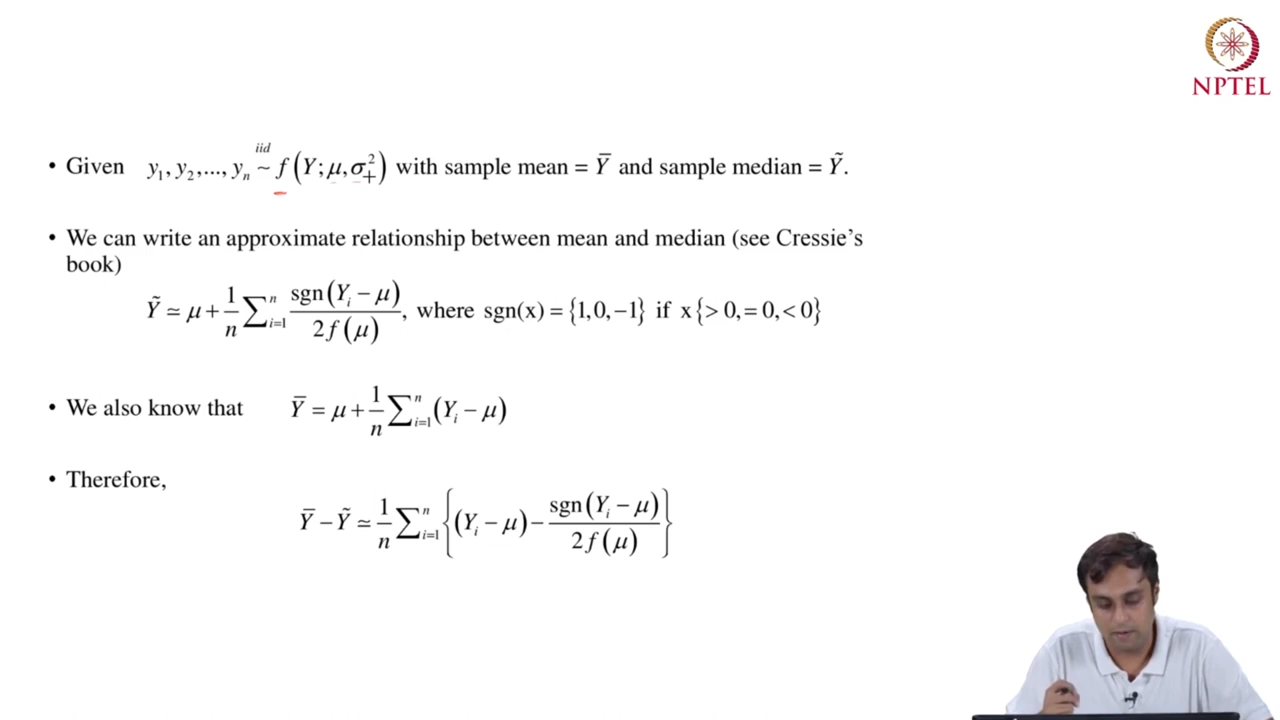 NPTEL
• Given y₁, y₂,..., yₙ ~ⁱⁱᵈ f(Y; μ, σ₊²) with sample mean = Ȳ and sample median = Ỹ.
• We can write an approximate relationship between mean and median (see Cressie's
book)
Ỹ ≃ μ + 1/n ∑ᵢ₌₁ⁿ sgn(Yᵢ − μ)/2f(μ), where sgn(x) = {1,0,−1} if x{> 0,= 0,< 0}
• We also know that Ȳ = μ + 1/n ∑ᵢ₌₁ⁿ (Yᵢ − μ)
• Therefore,
Ȳ − Ỹ ≃ 1/n ∑ᵢ₌₁ⁿ {(Yᵢ − μ) − sgn(Yᵢ − μ)/2f(μ)}